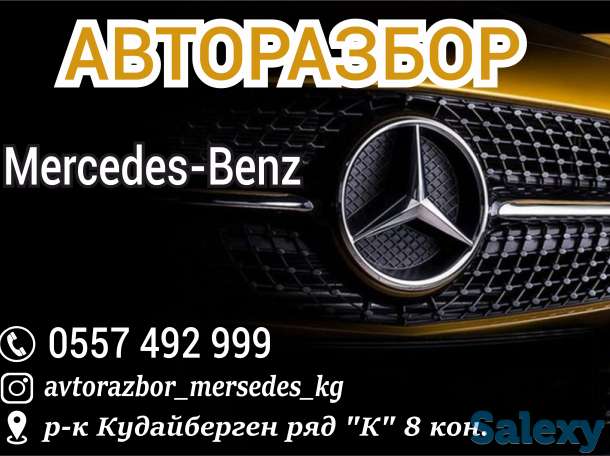 АВТОРАЗБОР
Mercedes-Benz
0557 492 999
avtorazbor_mersedes_kg
р-к Кудайберген ряд "К" 8 кон.
Salexy